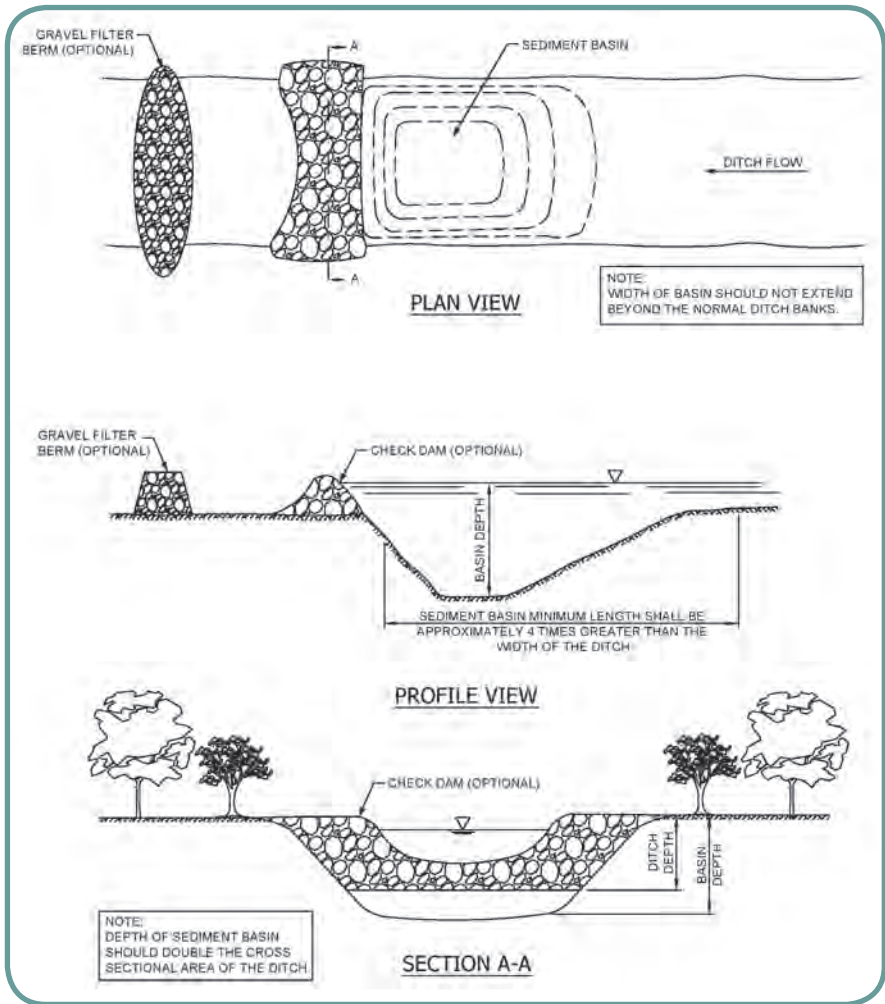 GRAVEL FILTER
BERM (OPTIONAL)
A
SEDIMENT BASIN
DITCH FLOW
A
PLAN VIEW
NOTE:
WIDTH OF BASIN SHOULD NOT EXTEND
BEYOND THE NORMAL DITCH BANKS.
GRAVEL FILTER
BERM (OPTIONAL)
CHECK DAM (OPTIONAL)
BASIN DEPTH
SEDIMENT BASIN MINIMUM LENGTH SHALL BE
APPROXIMATELY 4 TIMES GREATER THAN THE
WIDTH OF THE DITCH
PROFILE VIEW
CHECK DAM (OPTIONAL)
DITCH
DEPTH
BASIN
DEPTH
NOTE:
DEPTH OF SEDIMENT BASIN
SHOULD DOUBLE THE CROSS
SECTIONAL AREA OF THE DITCH
SECTION A-A